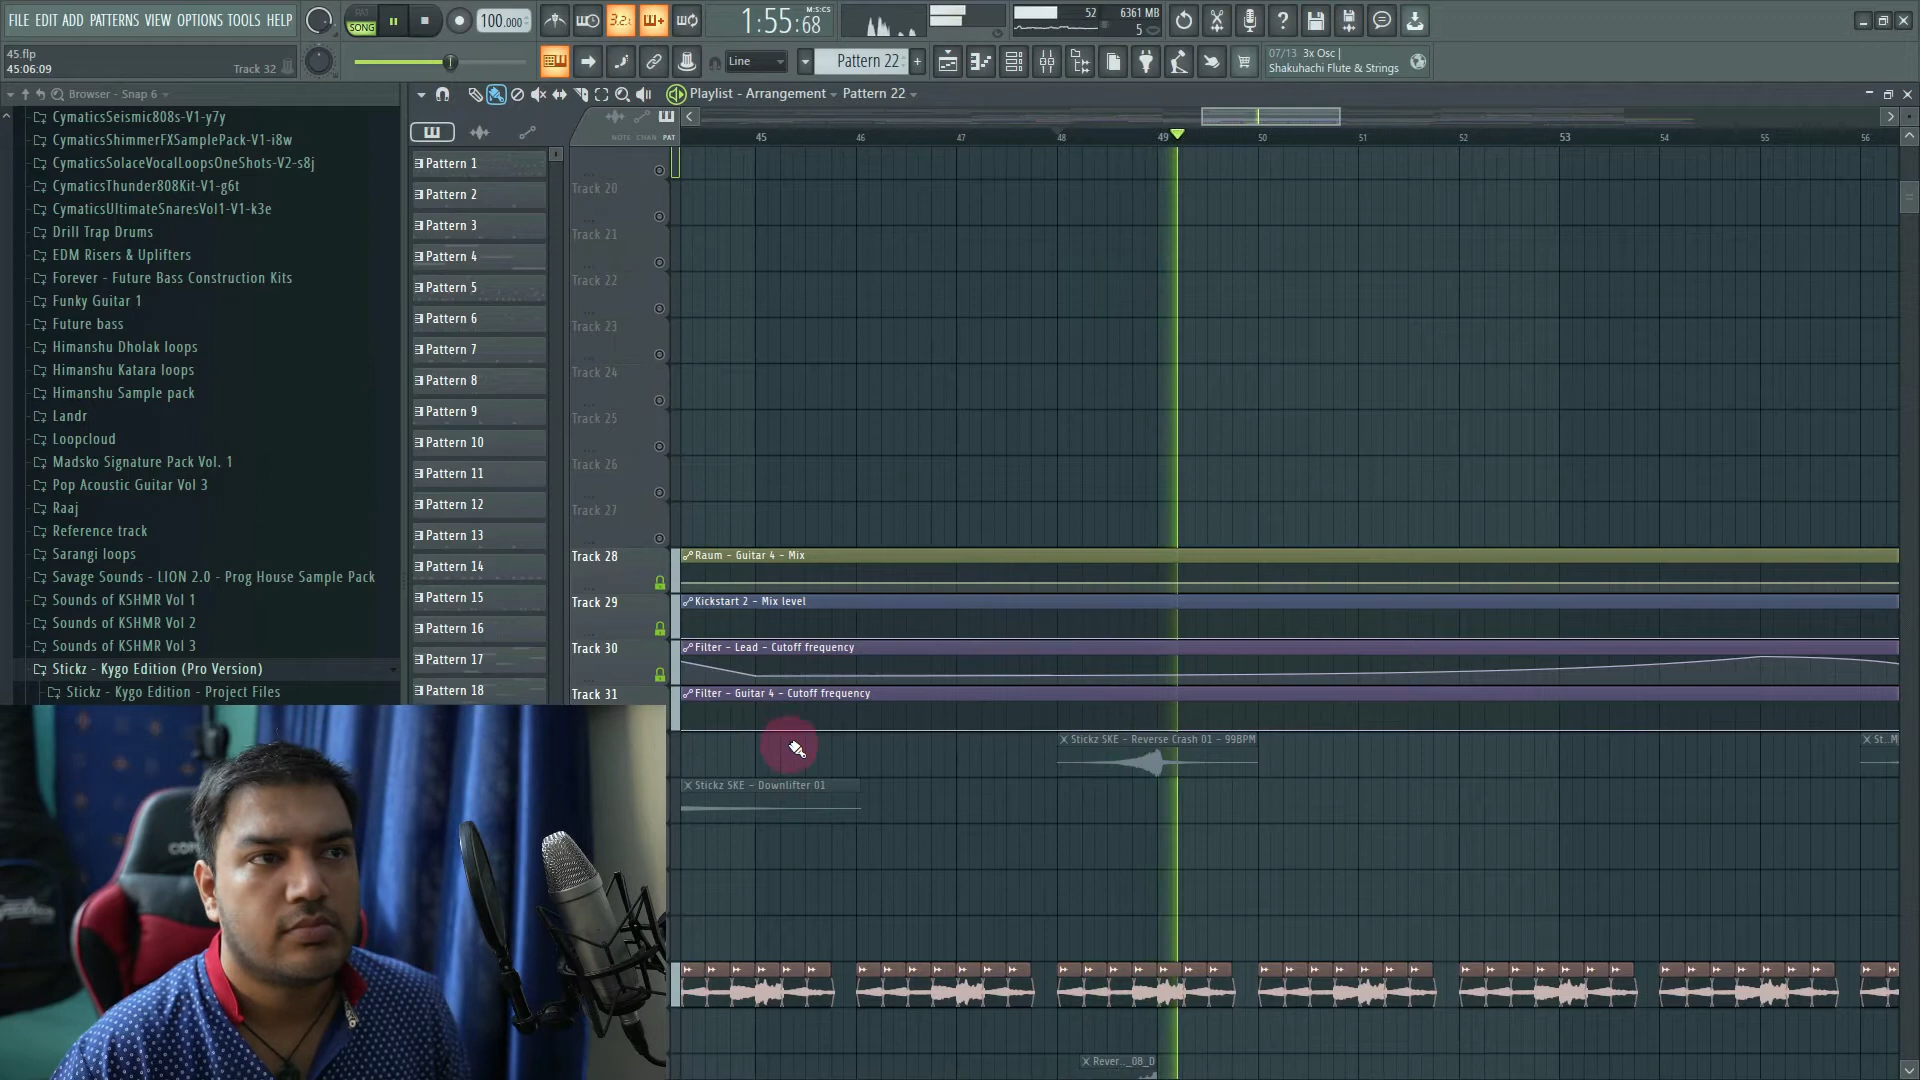 FILE EDIT ADD PATTERNS VIEW OPTIONS TOOLS HELP
PAT
SONG
100.000
3.2.
1:55:68
M:S:CS
52
6361 MB
5
45.flp
45:06:09
Track 32
Line
Pattern 22
07/13 3x Osc |
Shakuhachi Flute & Strings
Browser - Snap 6
Playlist - Arrangement
Pattern 22
NOTE CHAN PAT
45 46 47 48 49 50 51 52 53 54 55 56
CymaticsSeismic808s-V1-y7y
CymaticsShimmerFXSamplePack-V1-i8w
CymaticsSolaceVocalLoopsOneShots-V2-s8j
CymaticsThunder808Kit-V1-g6t
CymaticsUltimateSnaresVol1-V1-k3e
Drill Trap Drums
EDM Risers & Uplifters
Forever - Future Bass Construction Kits
Funky Guitar 1
Future bass
Himanshu Dholak loops
Himanshu Katara loops
Himanshu Sample pack
Landr
Loopcloud
Madsko Signature Pack Vol. 1
Pop Acoustic Guitar Vol 3
Raaj
Reference track
Sarangi loops
Savage Sounds - LION 2.0 - Prog House Sample Pack
Sounds of KSHMR Vol 1
Sounds of KSHMR Vol 2
Sounds of KSHMR Vol 3
Stickz - Kygo Edition (Pro Version)
Stickz - Kygo Edition - Project Files
Pattern 1
Pattern 2
Pattern 3
Pattern 4
Pattern 5
Pattern 6
Pattern 7
Pattern 8
Pattern 9
Pattern 10
Pattern 11
Pattern 12
Pattern 13
Pattern 14
Pattern 15
Pattern 16
Pattern 17
Pattern 18
Track 20
Track 21
Track 22
Track 23
Track 24
Track 25
Track 26
Track 27
Track 28
Raum - Guitar 4 - Mix
Track 29
Kickstart 2 - Mix level
Track 30
Filter - Lead - Cutoff frequency
Track 31
Filter - Guitar 4 - Cutoff frequency
Stickz SKE - Reverse Crash 01 - 99BPM
St..M
Stickz SKE - Downlifter 01
Rever.._08_D